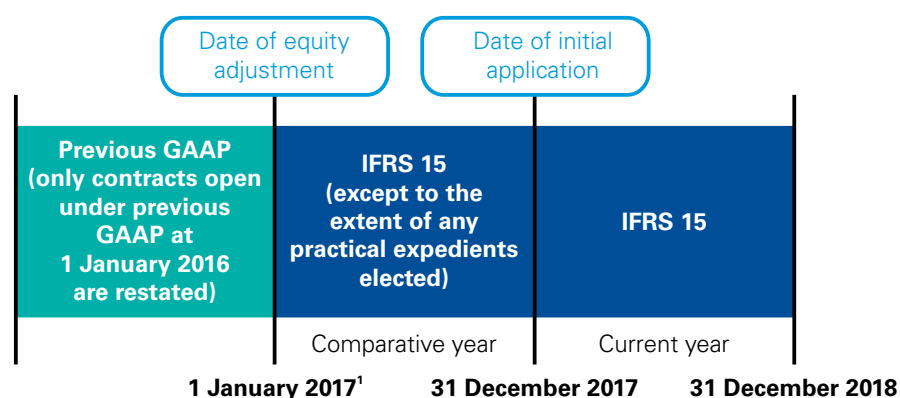 Date of equity
adjustment
Date of initial
application
Previous GAAP
(only contracts open
under previous
GAAP at
1 January 2016
are restated)
IFRS 15
(except to the
extent of any
practical expedients
elected)
IFRS 15
Comparative year
Current year
1 January 2017¹
31 December 2017
31 December 2018